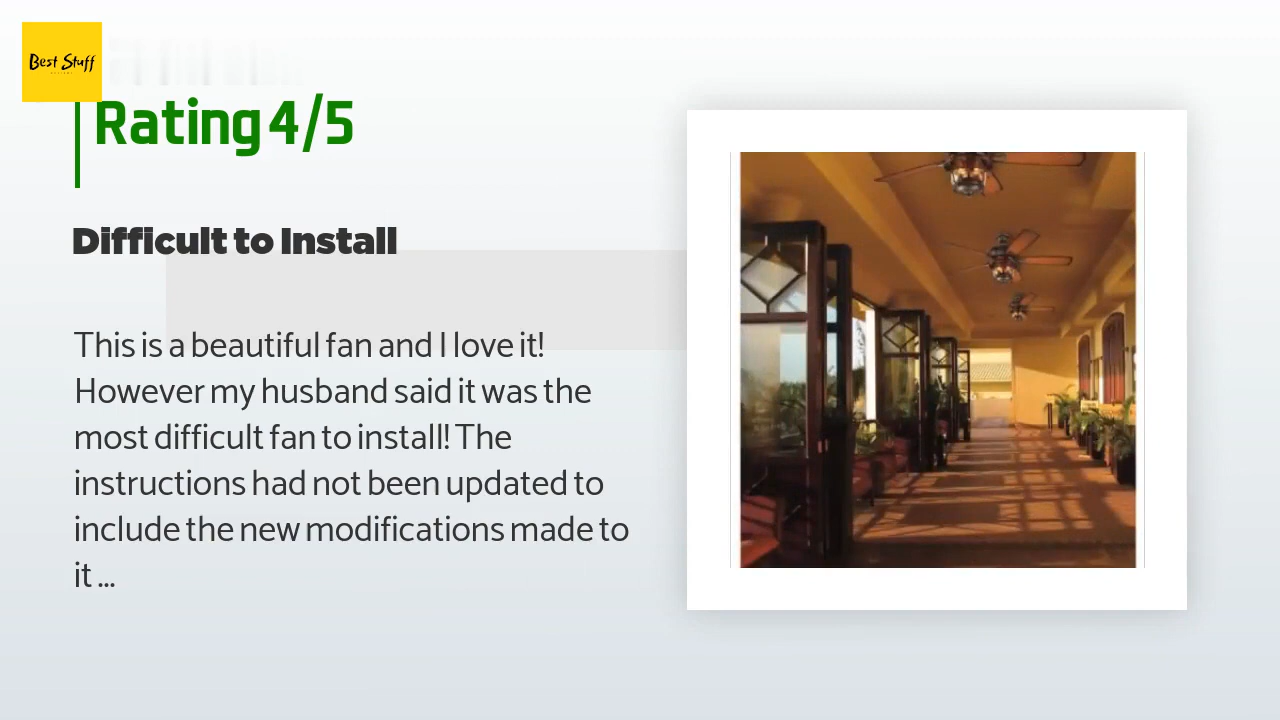 Best Stuff
Rating 4/5
Difficult to Install
This is a beautiful fan and I love it!
However my husband said it was the
most difficult fan to install! The
instructions had not been updated to
include the new modifications made to
it ...